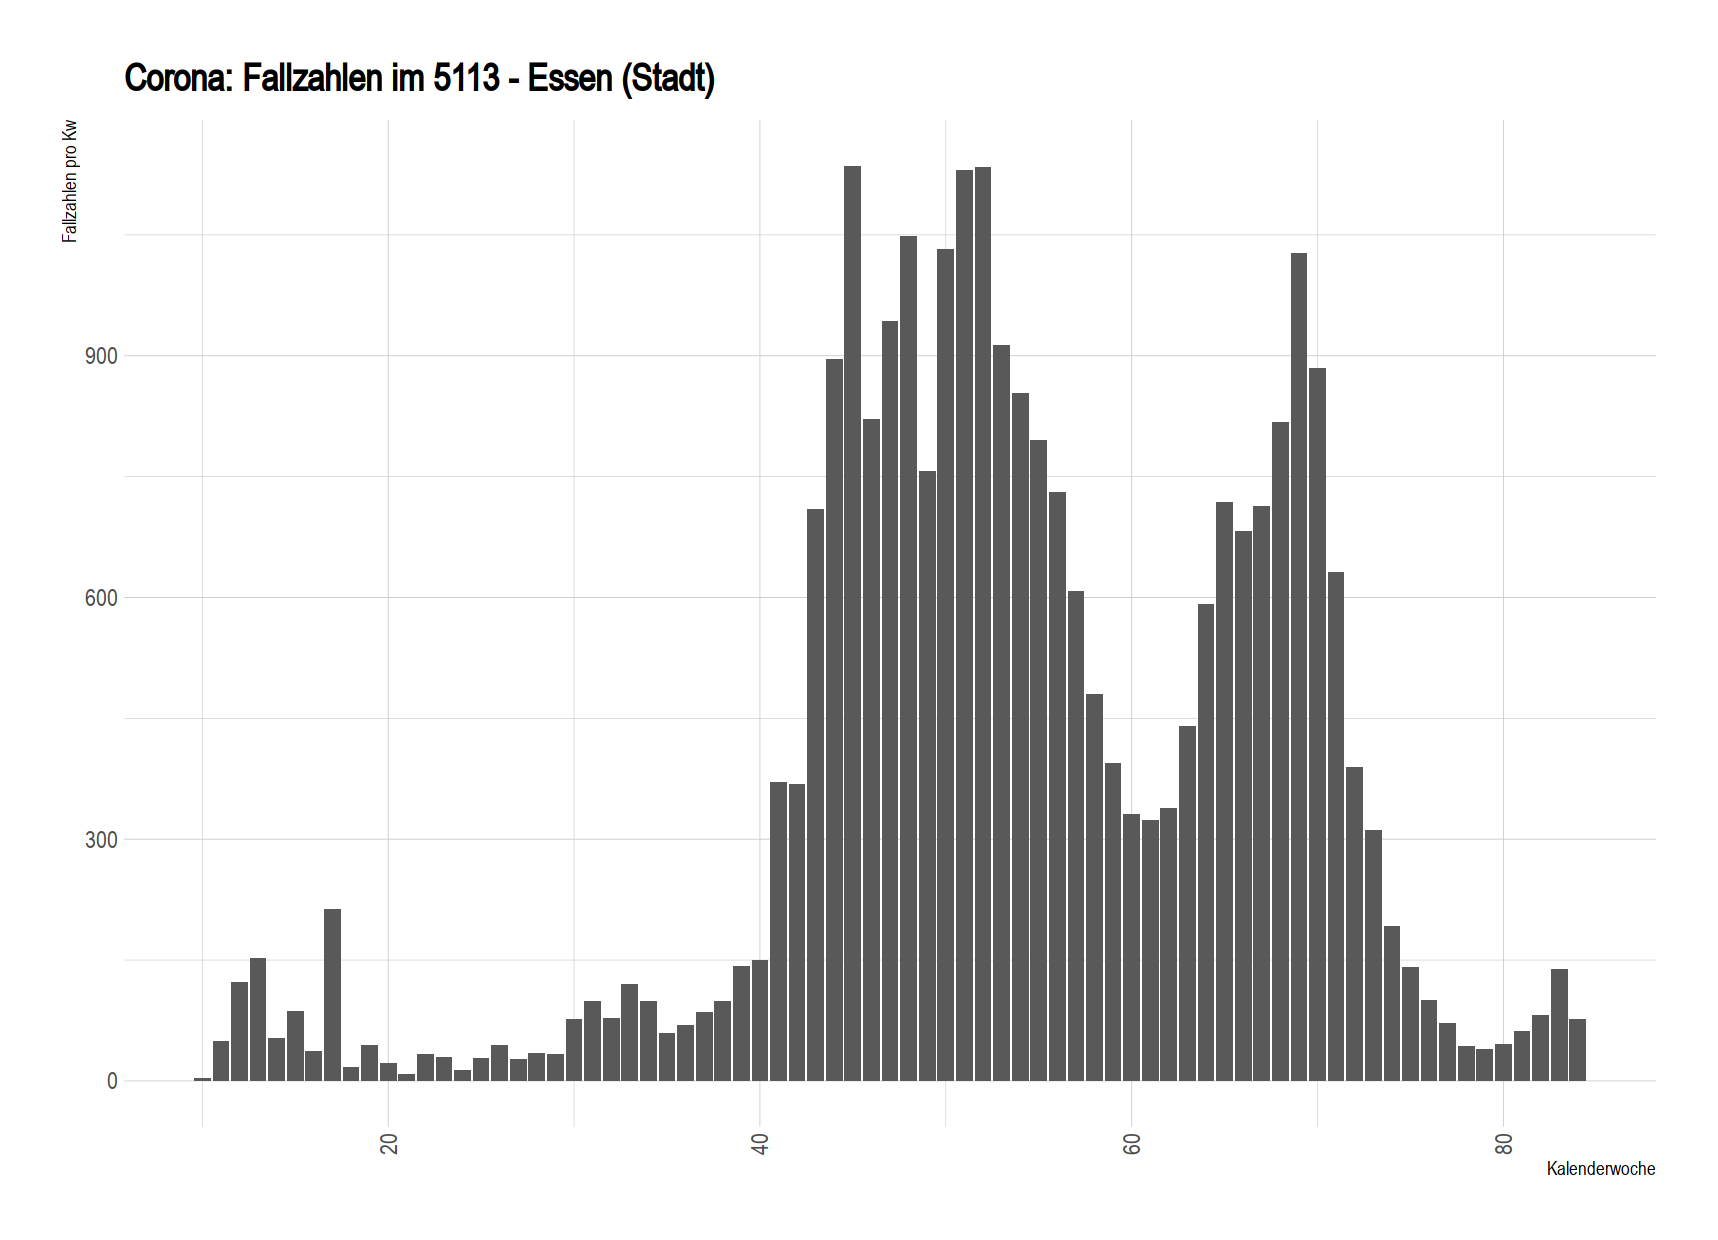 Corona: Fallzahlen im 5113 - Essen (Stadt)
Fallzahlen pro Kw
900
600
300
0
20
40
60
80
Kalenderwoche